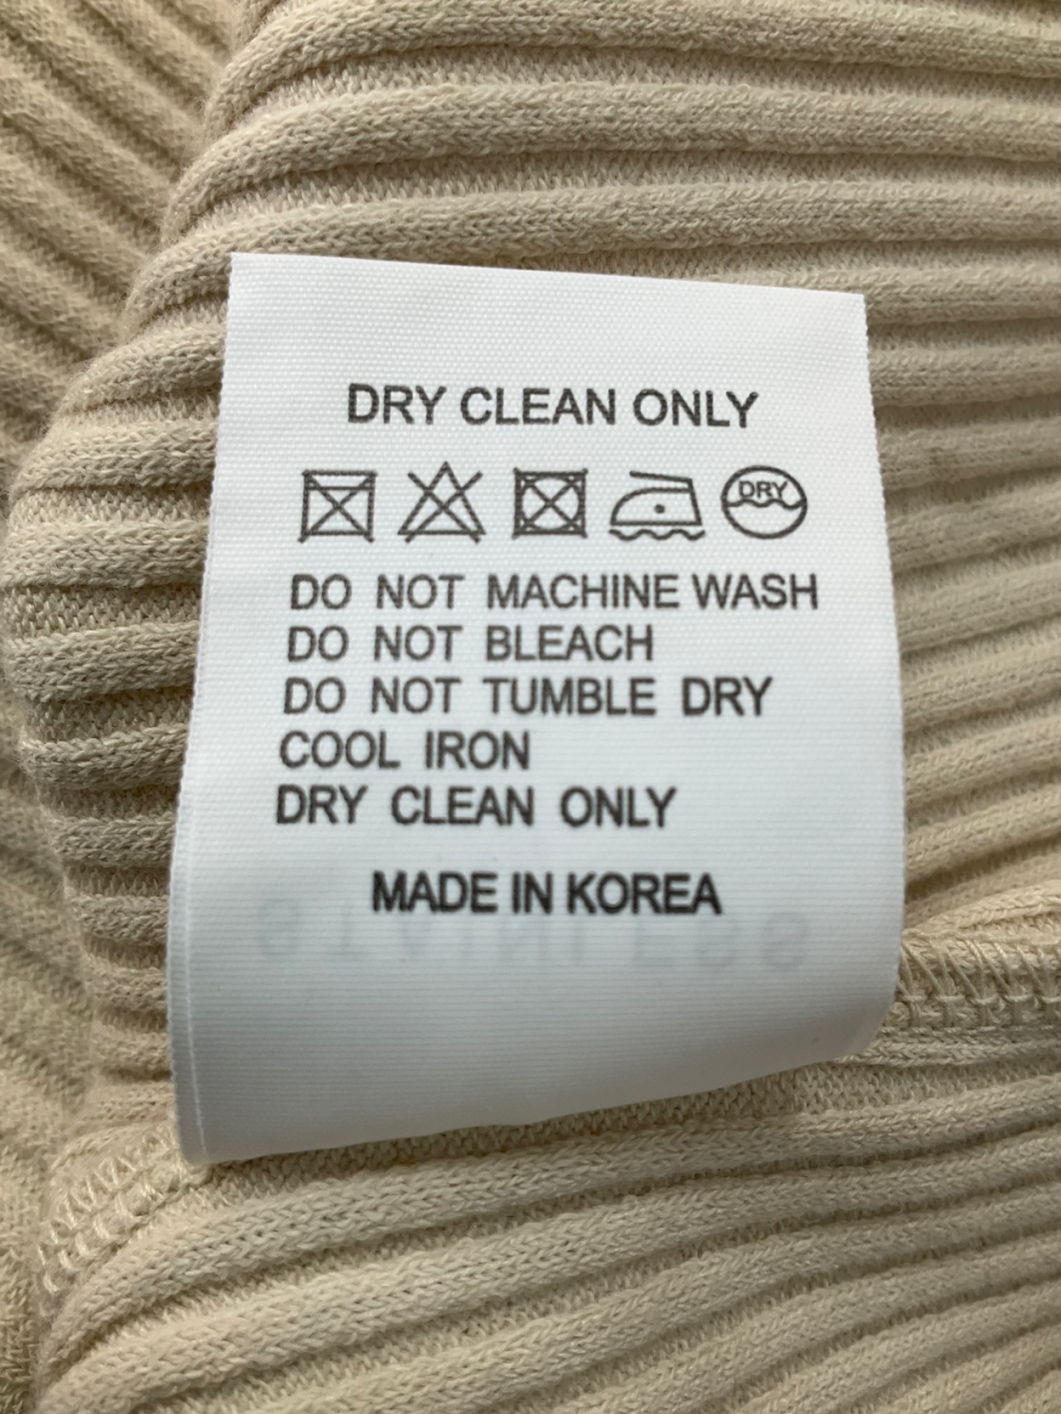 DRY CLEAN ONLY
DRY
DO NOT MACHINE WASH
DO NOT BLEACH
DO NOT TUMBLE DRY
COOL IRON
DRY CLEAN ONLY
MADE IN KOREA